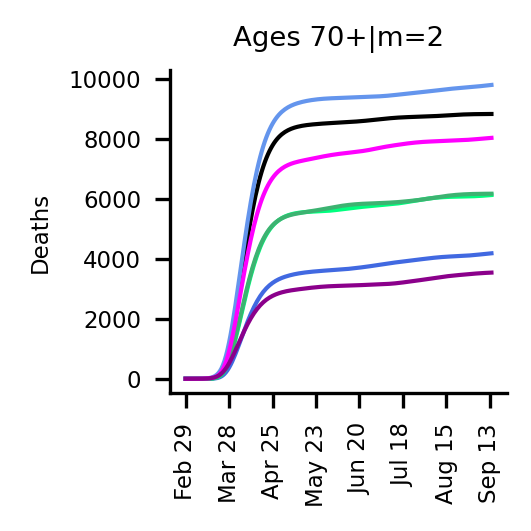 Ages 70+|m=2
Deaths
10000
8000
6000
4000
2000
0
Feb 29
Mar 28
Apr 25
May 23
Jun 20
Jul 18
Aug 15
Sep 13